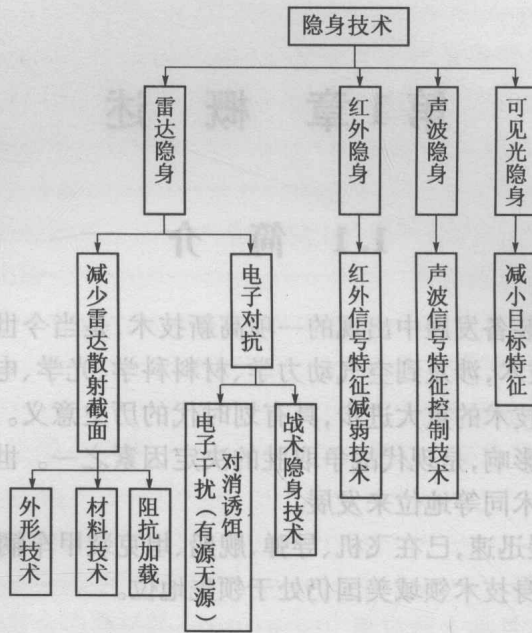 隐身技术
雷达隐身
红外隐身
声波隐身
可见光隐身
减少雷达散射截面
电子对抗
红外信号特征减弱技术
声波信号特征控制技术
减小目标特征
外形技术
材料技术
阻抗加载
电子干扰（有源无源）
对消诱饵
战术隐身技术